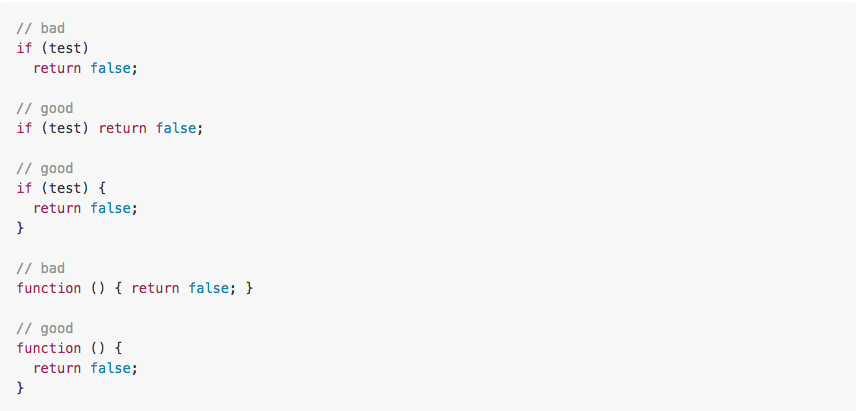 // bad
if (test)
  return false;

// good
if (test) return false;

// good
if (test) {
  return false;
}

// bad
function () { return false; }

// good
function () {
  return false;
}